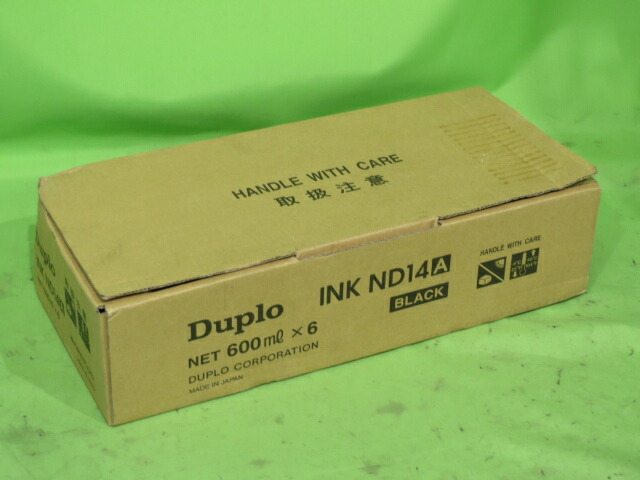 HANDLE WITH CARE
取扱注意
Duplo
INK ND14A
BLACK
NET 600ml × 6
DUPLO CORPORATION
MADE IN JAPAN
HANDLE WITH CARE